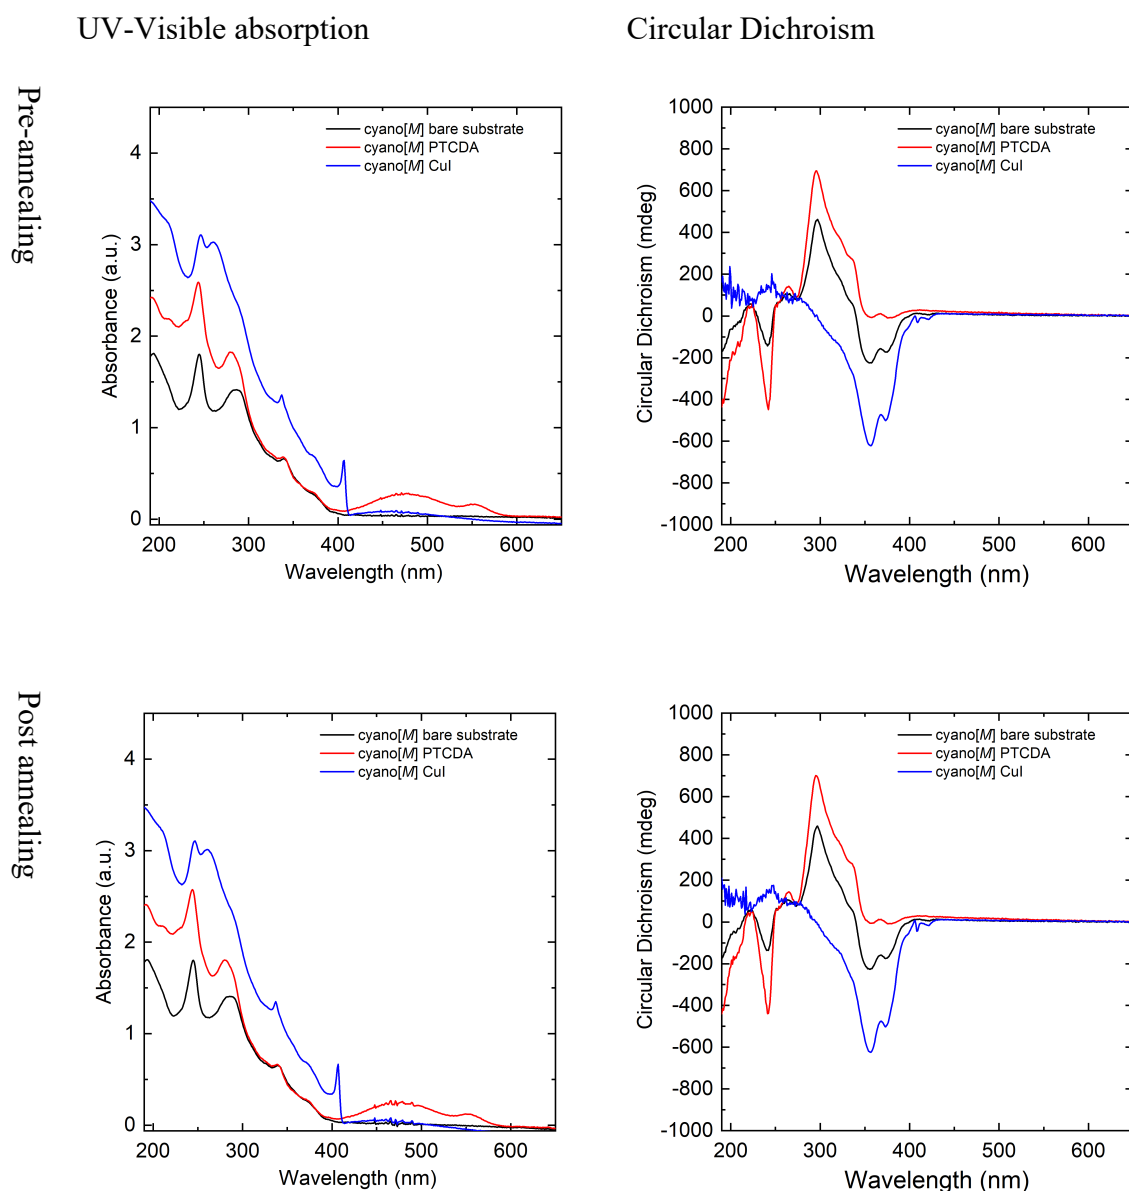 UV-Visible absorption
Circular Dichroism
Pre-annealing
cyano[M] bare substrate
cyano[M] PTCDA
cyano[M] CuI
Absorbance (a.u.)
4
3
2
1
0
200 300 400 500 600
Wavelength (nm)
cyano[M] bare substrate
cyano[M] PTCDA
cyano[M] CuI
Circular Dichroism (mdeg)
1000
800
600
400
200
0
-200
-400
-600
-800
-1000
200 300 400 500 600
Wavelength (nm)
Post annealing
cyano[M] bare substrate
cyano[M] PTCDA
cyano[M] CuI
Absorbance (a.u.)
4
3
2
1
0
200 300 400 500 600
Wavelength (nm)
cyano[M] bare substrate
cyano[M] PTCDA
cyano[M] CuI
Circular Dichroism (mdeg)
1000
800
600
400
200
0
-200
-400
-600
-800
-1000
200 300 400 500 600
Wavelength (nm)